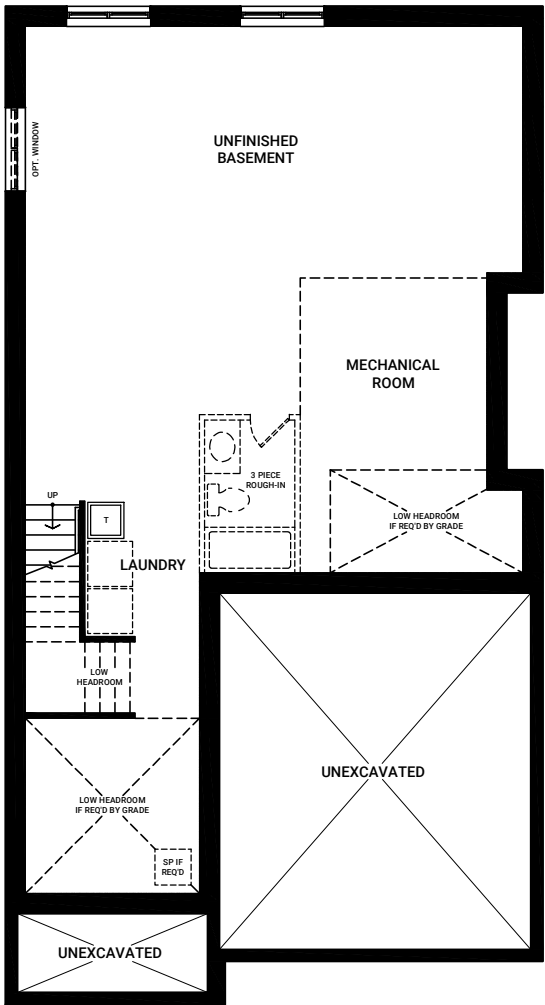 UNFINISHED
BASEMENT
OPT. WINDOW
MECHANICAL
ROOM
3 PIECE
ROUGH-IN
UP
T
LOW HEADROOM
IF REQ'D BY GRADE
LAUNDRY
LOW
HEADROOM
UNEXCAVATED
LOW HEADROOM
IF REQ'D BY GRADE
SP IF
REQ'D
UNEXCAVATED